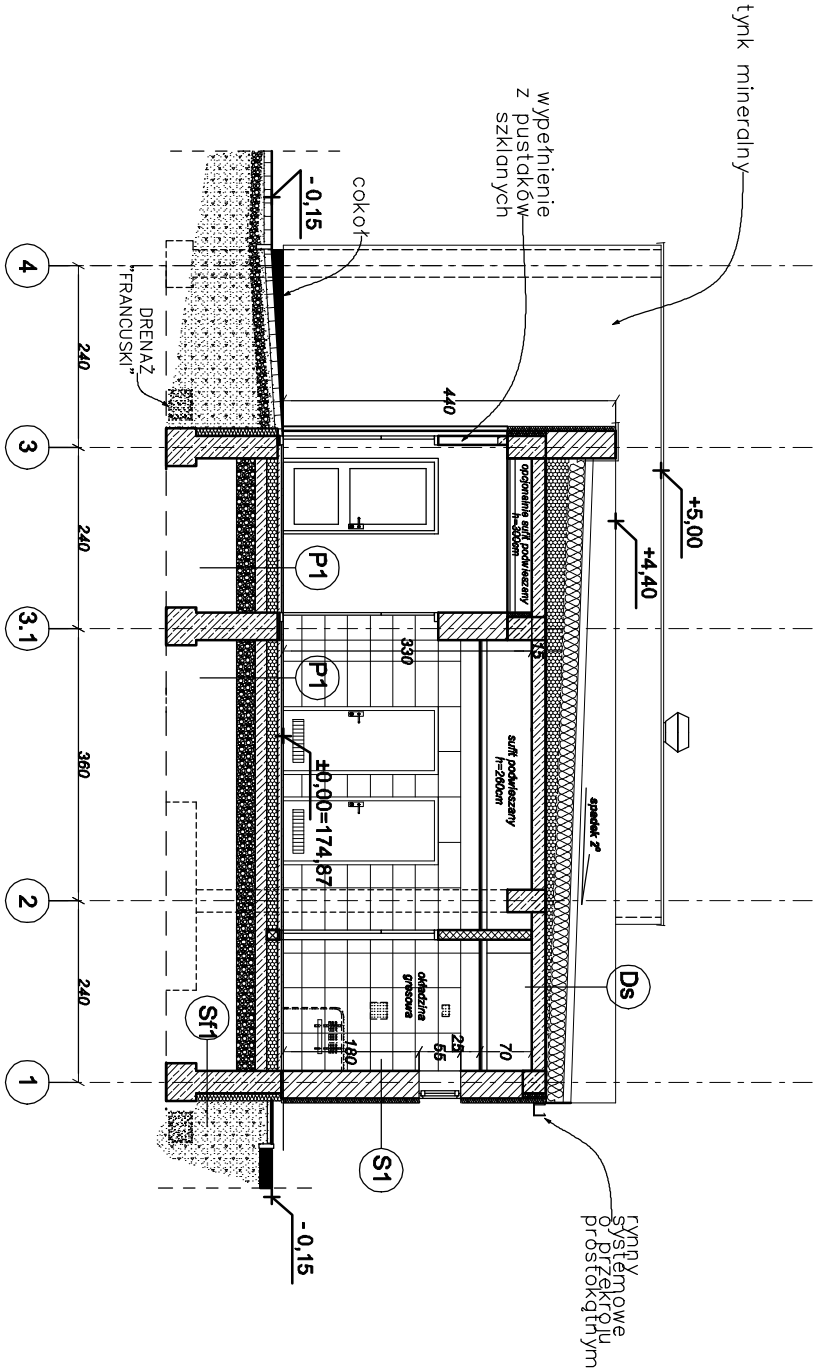 tynk mineralny
wypełnienie
z pustaków
szklanych
cokoł
- 0,15
DRENAŻ
"FRANCUSKI"
440
+5,00
+4,40
opcjonalnie sufit podwieszany
h=300cm
15
330
P1
P1
sufit podwieszany
h=260cm
spadek 2°
±0,00=174,87
okładzina
gresowa
Ds
70
25
55
180
Sf1
S1
- 0,15
rynny
systemowe
o przekroju
prostokątnym
4
240
3
240
3.1
360
2
240
1